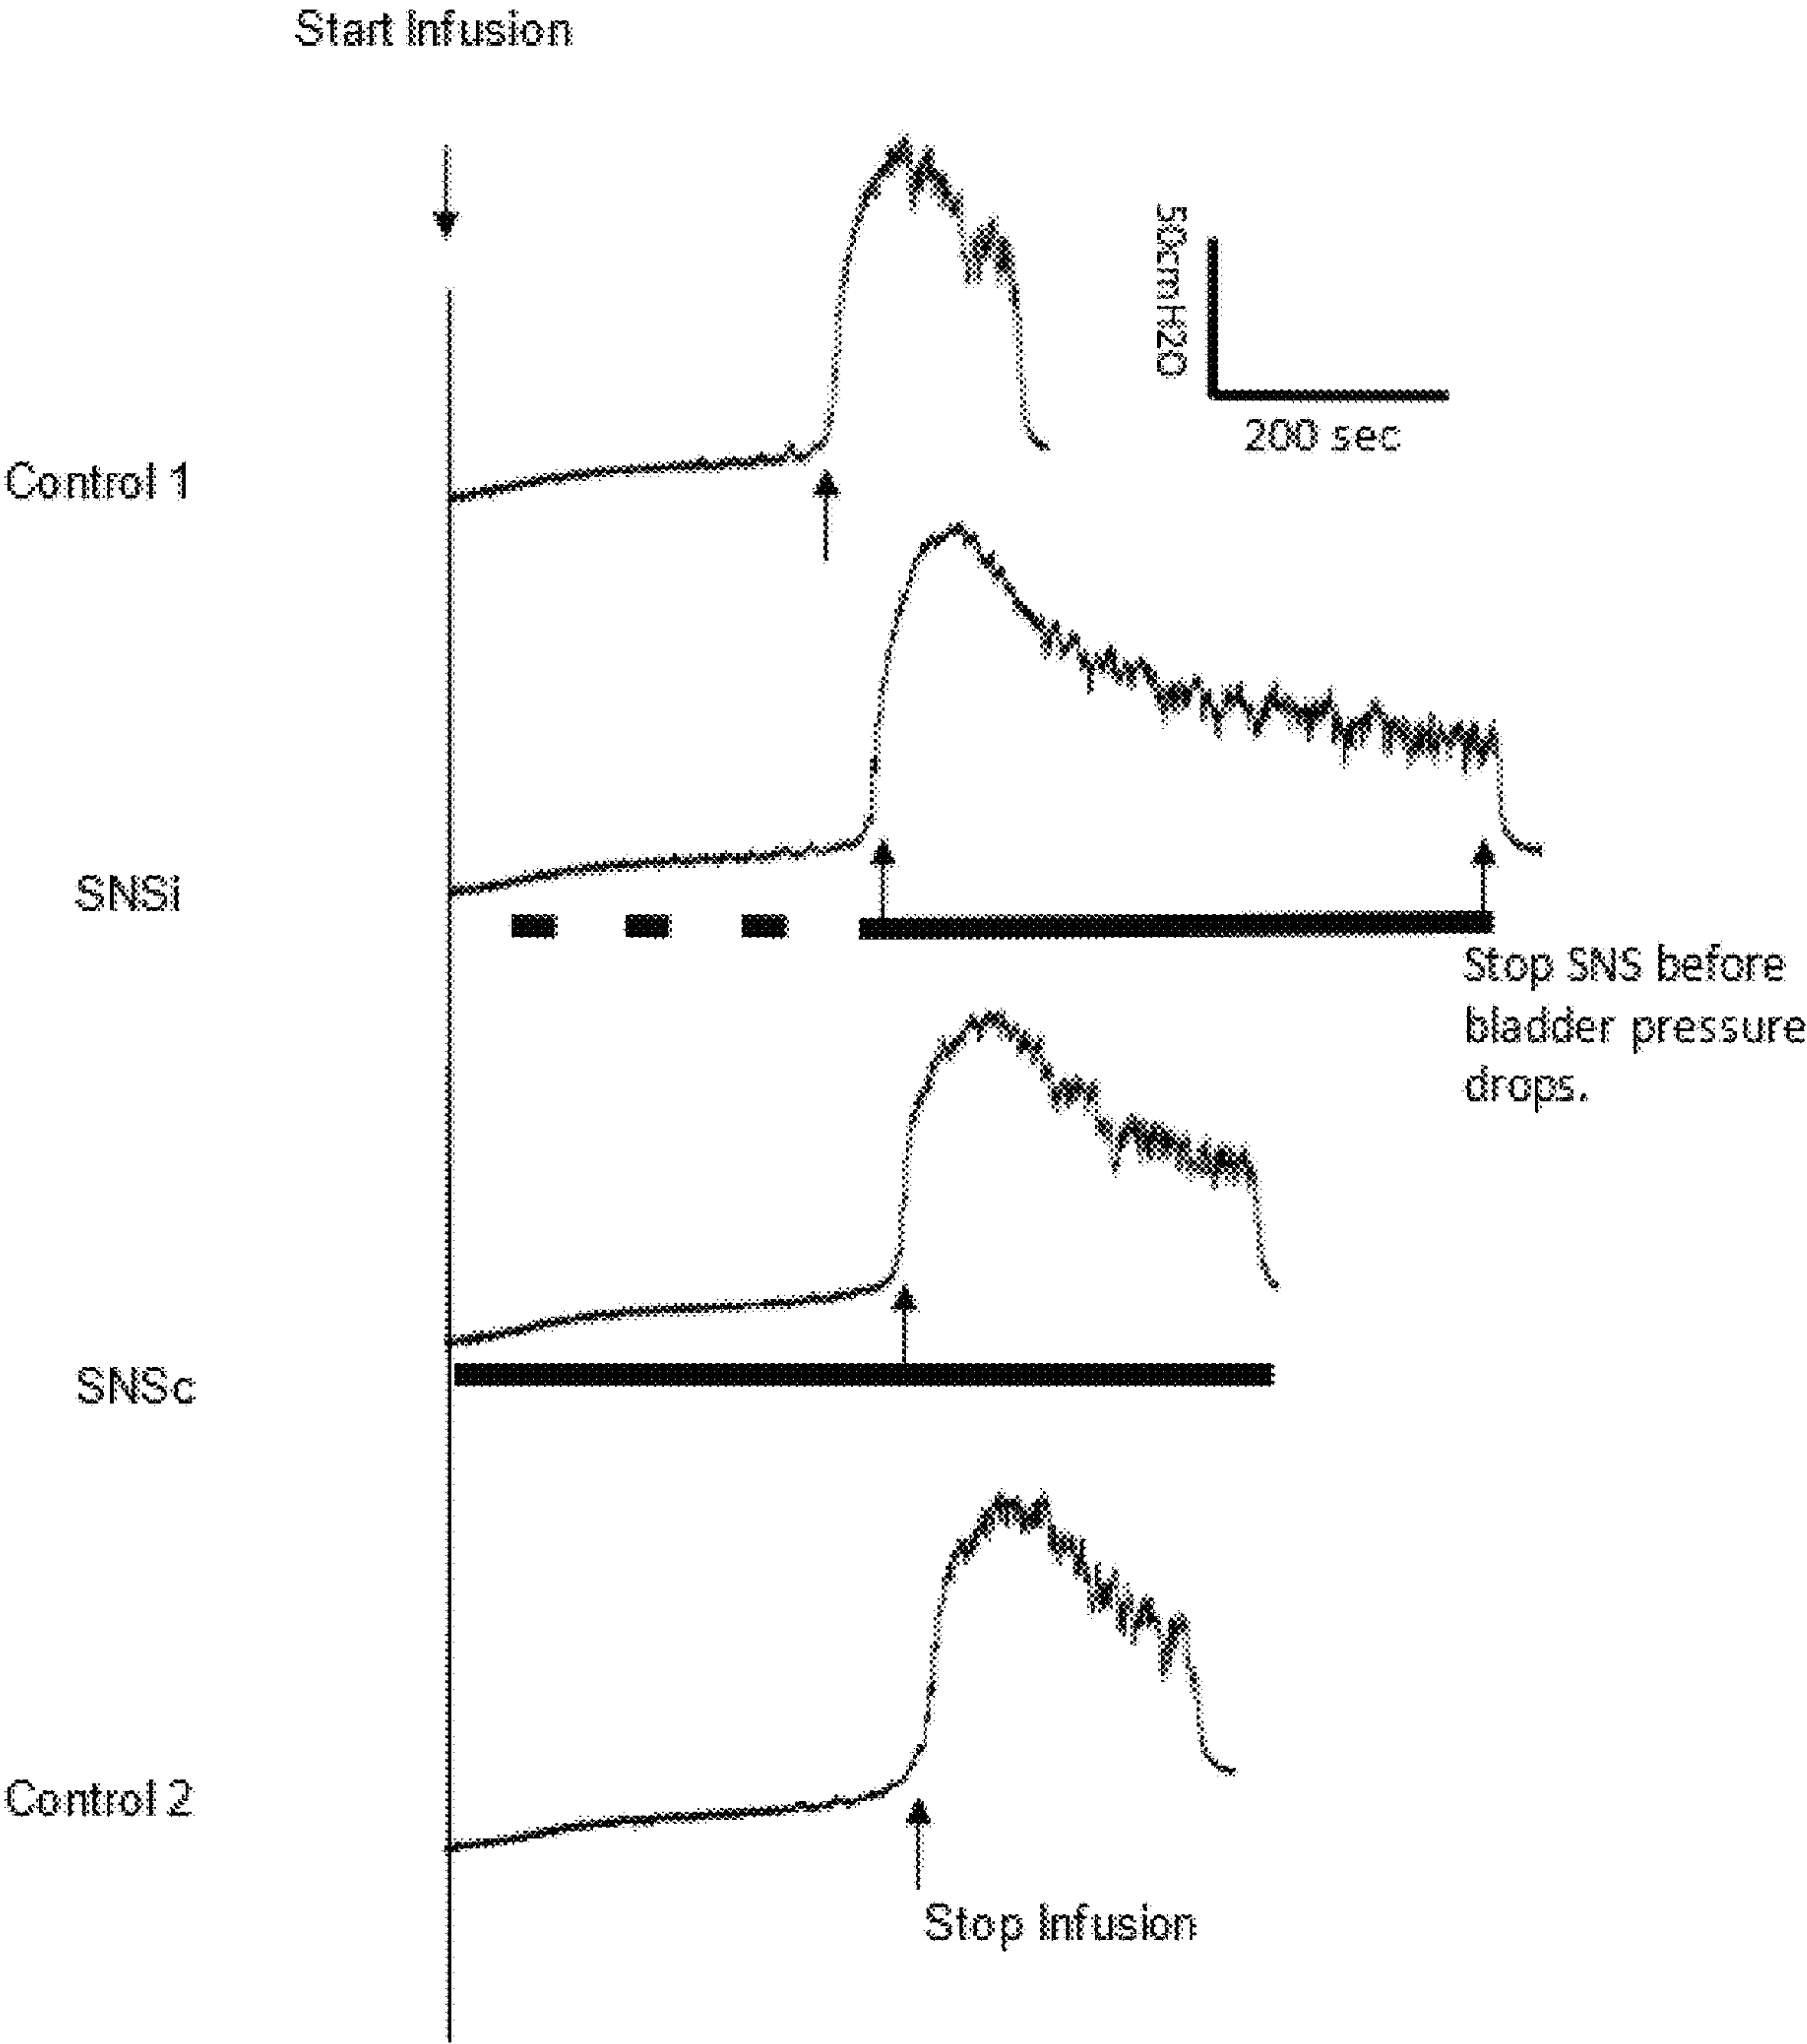 Start Infusion
50cmH2O
200 sec
Control 1
SNSi
Stop SNS before
bladder pressure
drops.
SNSc
Control 2
Stop Infusion